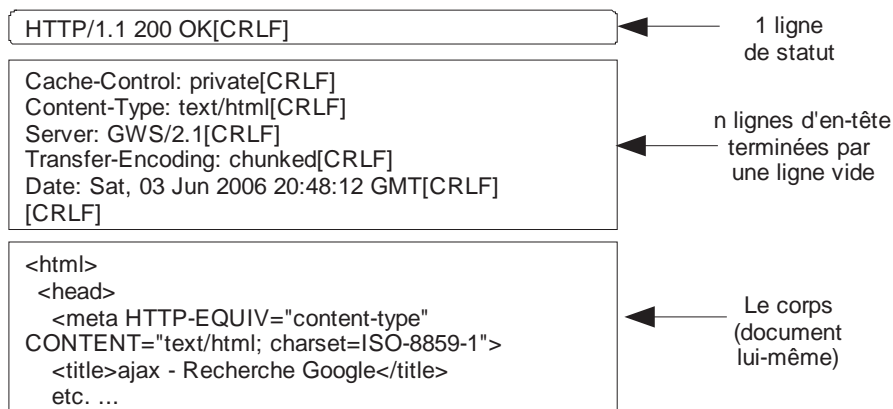 HTTP/1.1 200 OK[CRLF]
1 ligne
de statut
Cache-Control: private[CRLF]
Content-Type: text/html[CRLF]
Server: GWS/2.1[CRLF]
Transfer-Encoding: chunked[CRLF]
Date: Sat, 03 Jun 2006 20:48:12 GMT[CRLF]
[CRLF]
n lignes d'en-tête
terminées par
une ligne vide
<html>
<head>
<meta HTTP-EQUIV="content-type"
CONTENT="text/html; charset=ISO-8859-1">
<title>ajax - Recherche Google</title>
etc. ...
Le corps
(document
lui-même)